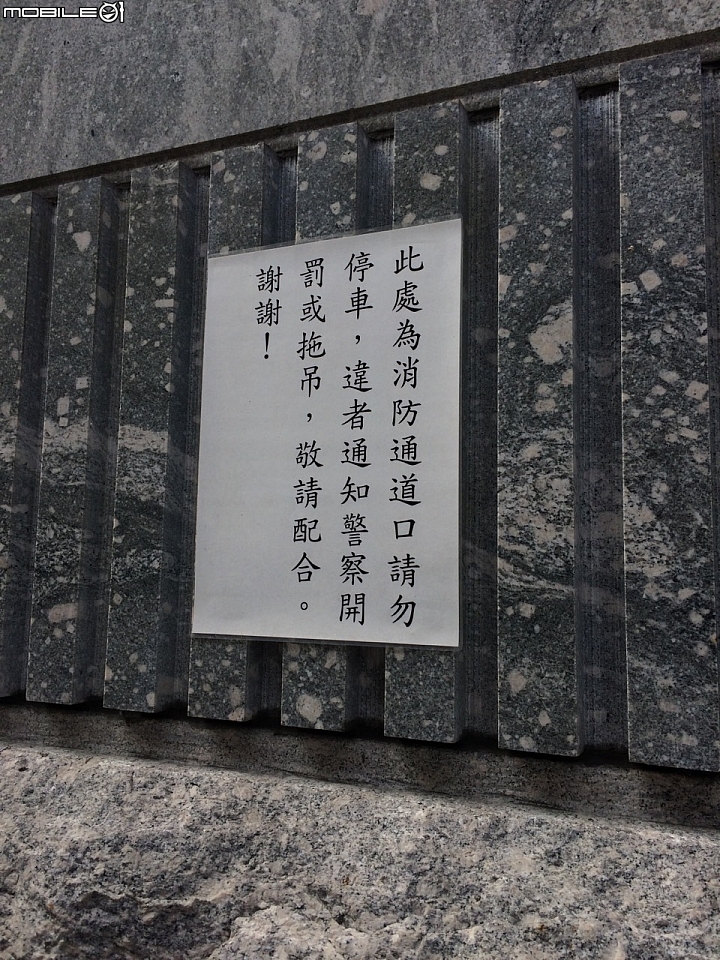 MOBILE01
此處為消防通道口請勿
停車，違者通知警察開
罰或拖吊，敬請配合。
謝謝！